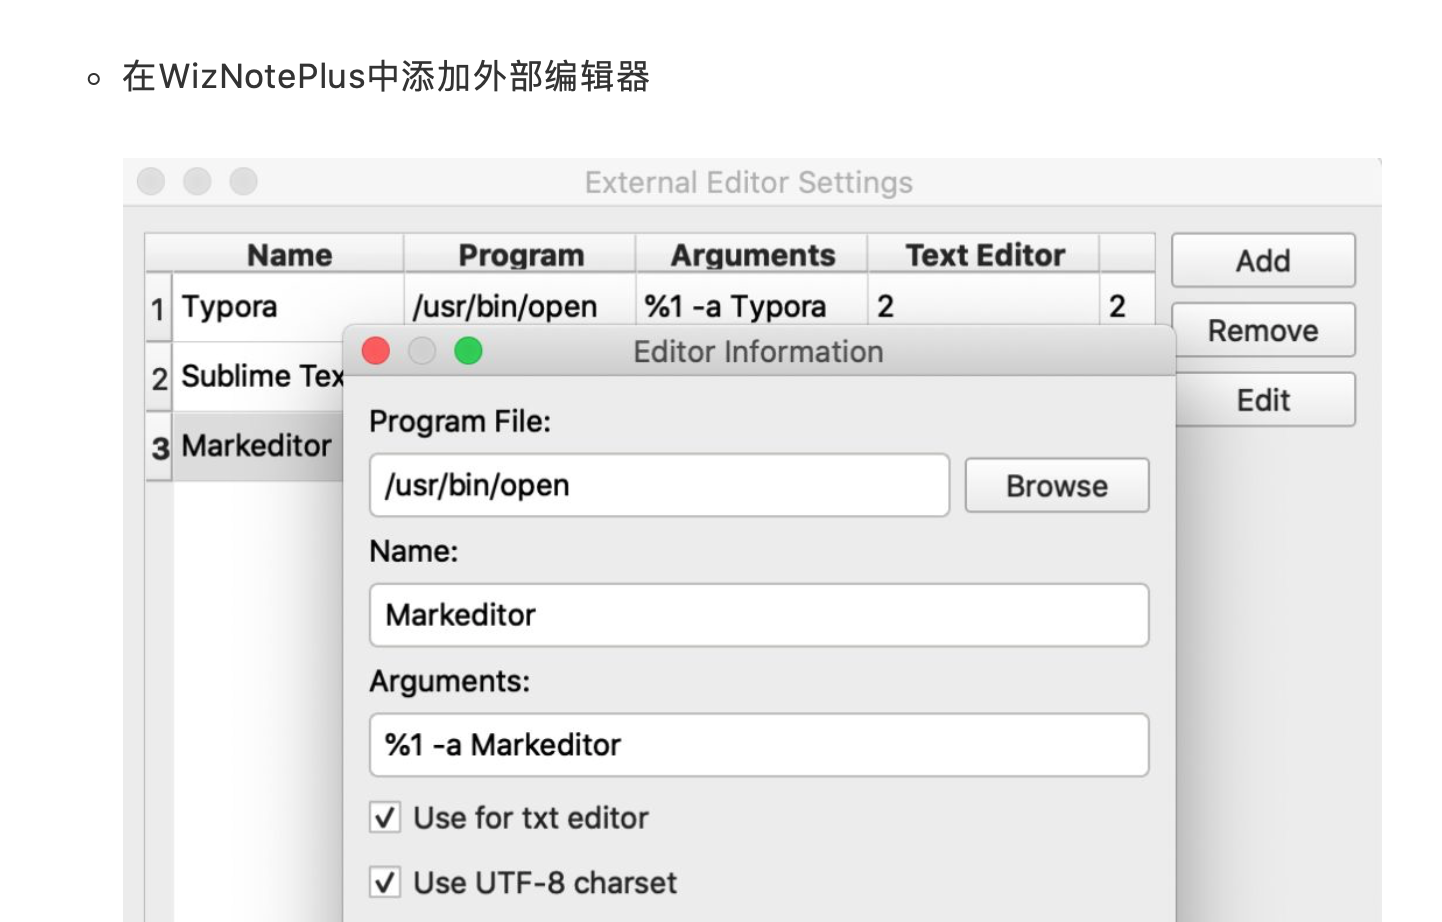 在WizNotePlus中添加外部编辑器
External Editor Settings
Name Program Arguments Text Editor
Add
1 Typora /usr/bin/open %1 -a Typora 2 2
Remove
Editor Information
2 Sublime Tex
Edit
Program File:
3 Markeditor
/usr/bin/open Browse
Name:
Markeditor
Arguments:
%1 -a Markeditor
Use for txt editor
Use UTF-8 charset